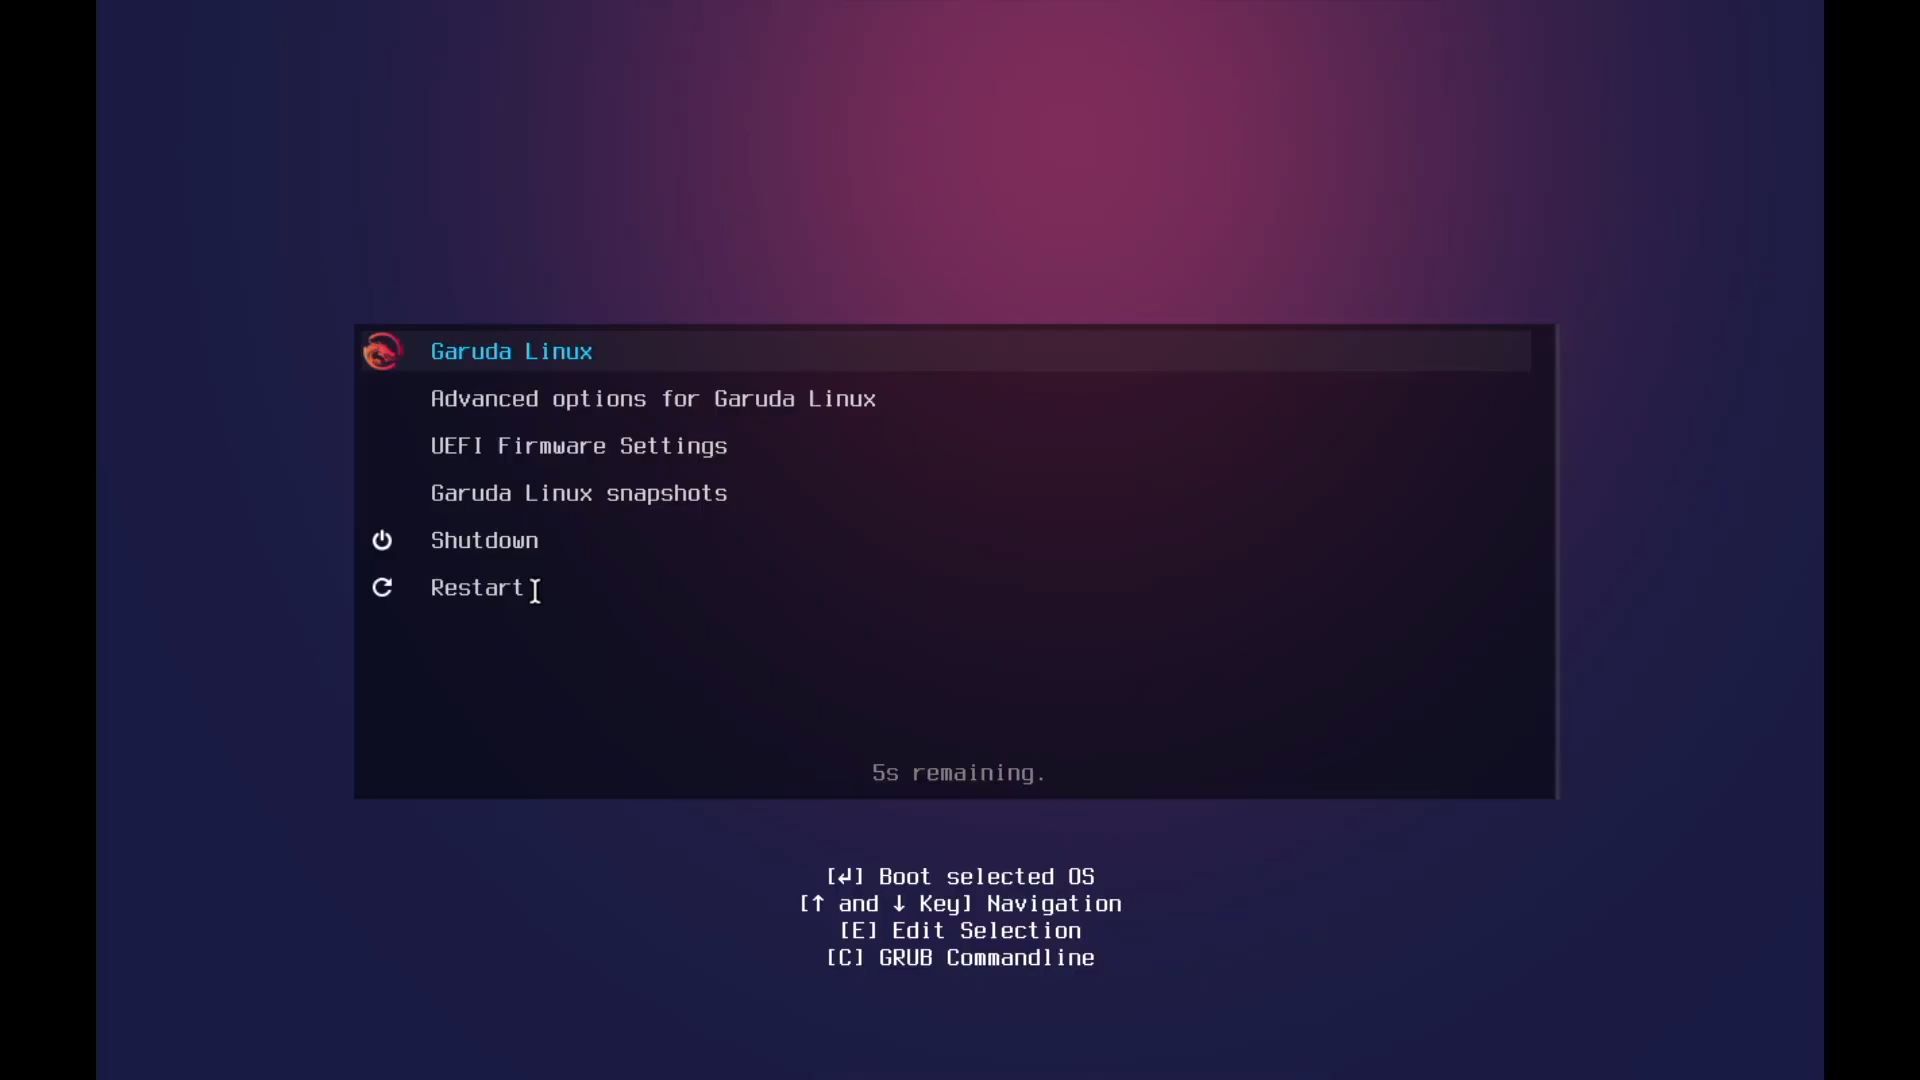 Garuda Linux
Advanced options for Garuda Linux
UEFI Firmware Settings
Garuda Linux snapshots
Shutdown
Restart
5s remaining.
[↵] Boot selected OS
[↑ and ↓ Key] Navigation
[E] Edit Selection
[C] GRUB Commandline